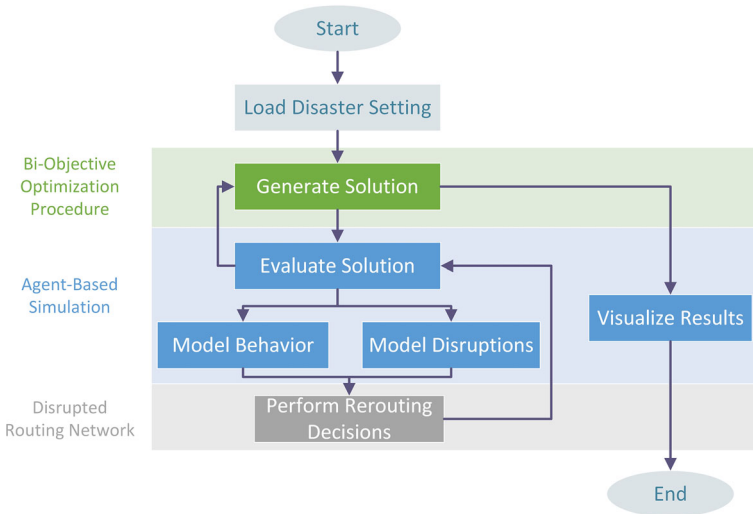 Start
Load Disaster Setting
Bi-Objective
Optimization
Procedure
Generate Solution
Evaluate Solution
Agent-Based
Simulation
Visualize Results
Model Behavior
Model Disruptions
Disrupted
Routing Network
Perform Rerouting
Decisions
End